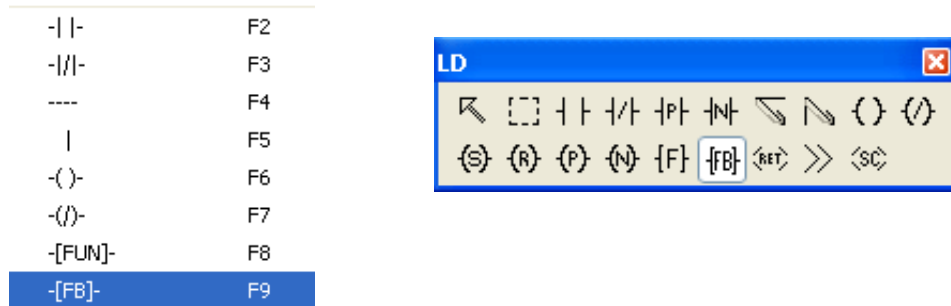 -| |- F2
-|/|- F3
---- F4
| F5
-( )- F6
-(/)- F7
-[FUN]- F8
-[FB]- F9
LD
-| |- -|/|- -|P|- -|N|- ( ) (/)
(S) (R) (P) (N) {F} {FB} <RET> >> <SC>